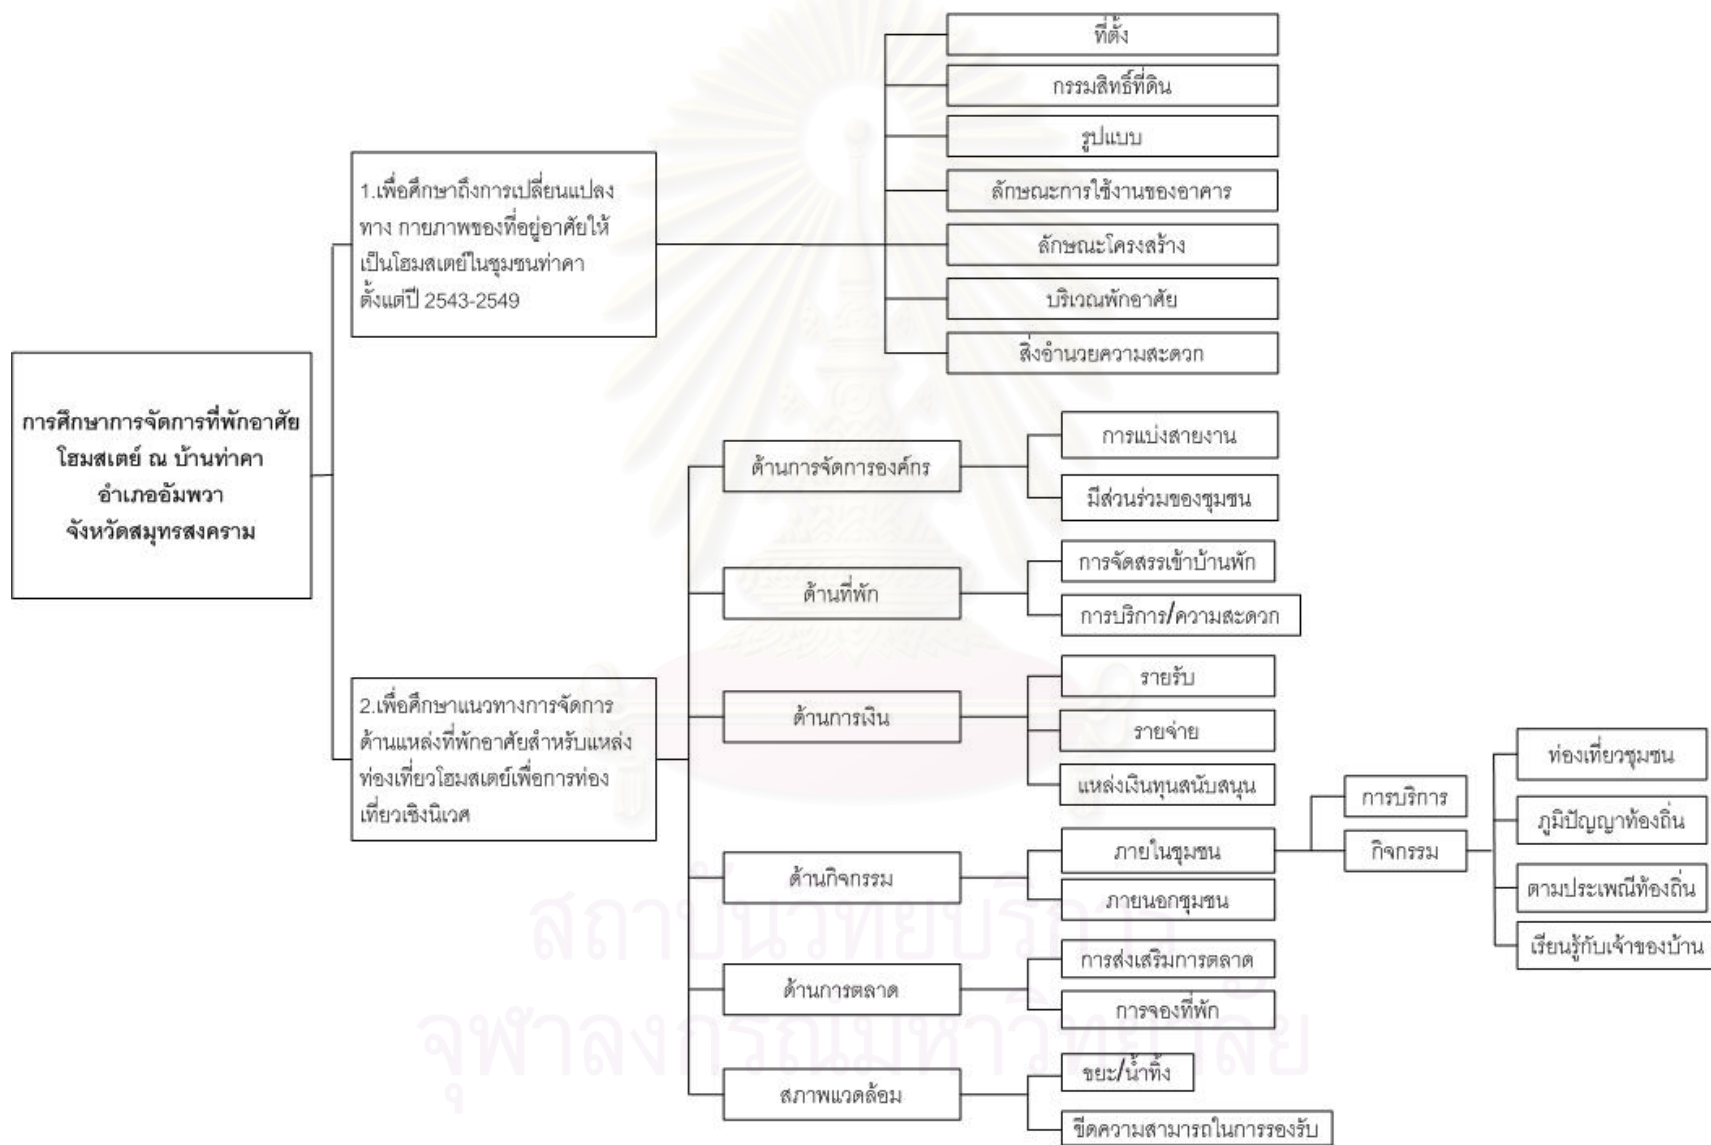 การศึกษาการจัดการที่พักอาศัย
โฮมสเตย์ ณ บ้านท่าคา
อำเภออัมพวา
จังหวัดสมุทรสงคราม
1.เพื่อศึกษาถึงการเปลี่ยนแปลง
ทาง กายภาพของที่อยู่อาศัยให้
เป็นโฮมสเตย์ในชุมชนท่าคา
ตั้งแต่ปี 2543-2549
ที่ตั้ง
กรรมสิทธิ์ที่ดิน
รูปแบบ
ลักษณะการใช้งานของอาคาร
ลักษณะโครงสร้าง
บริเวณพักอาศัย
สิ่งอำนวยความสะดวก
2.เพื่อศึกษาแนวทางการจัดการ
ด้านแหล่งที่พักอาศัยสำหรับแหล่ง
ท่องเที่ยวโฮมสเตย์เพื่อการท่อง
เที่ยวเชิงนิเวศ
ด้านการจัดการองค์กร
การแบ่งสายงาน
มีส่วนร่วมของชุมชน
ด้านที่พัก
การจัดสรรเข้าบ้านพัก
การบริการ/ความสะดวก
ด้านการเงิน
รายรับ
รายจ่าย
แหล่งเงินทุนสนับสนุน
ด้านกิจกรรม
ภายในชุมชน
การบริการ
กิจกรรม
ท่องเที่ยวชุมชน
ภูมิปัญญาท้องถิ่น
ตามประเพณีท้องถิ่น
เรียนรู้กับเจ้าของบ้าน
ภายนอกชุมชน
ด้านการตลาด
การส่งเสริมการตลาด
การจองที่พัก
สภาพแวดล้อม
ขยะ/น้ำทิ้ง
ขีดความสามารถในการรองรับ
สถาบันวิทยบริการ
จุฬาลงกรณ์มหาวิทยาลัย